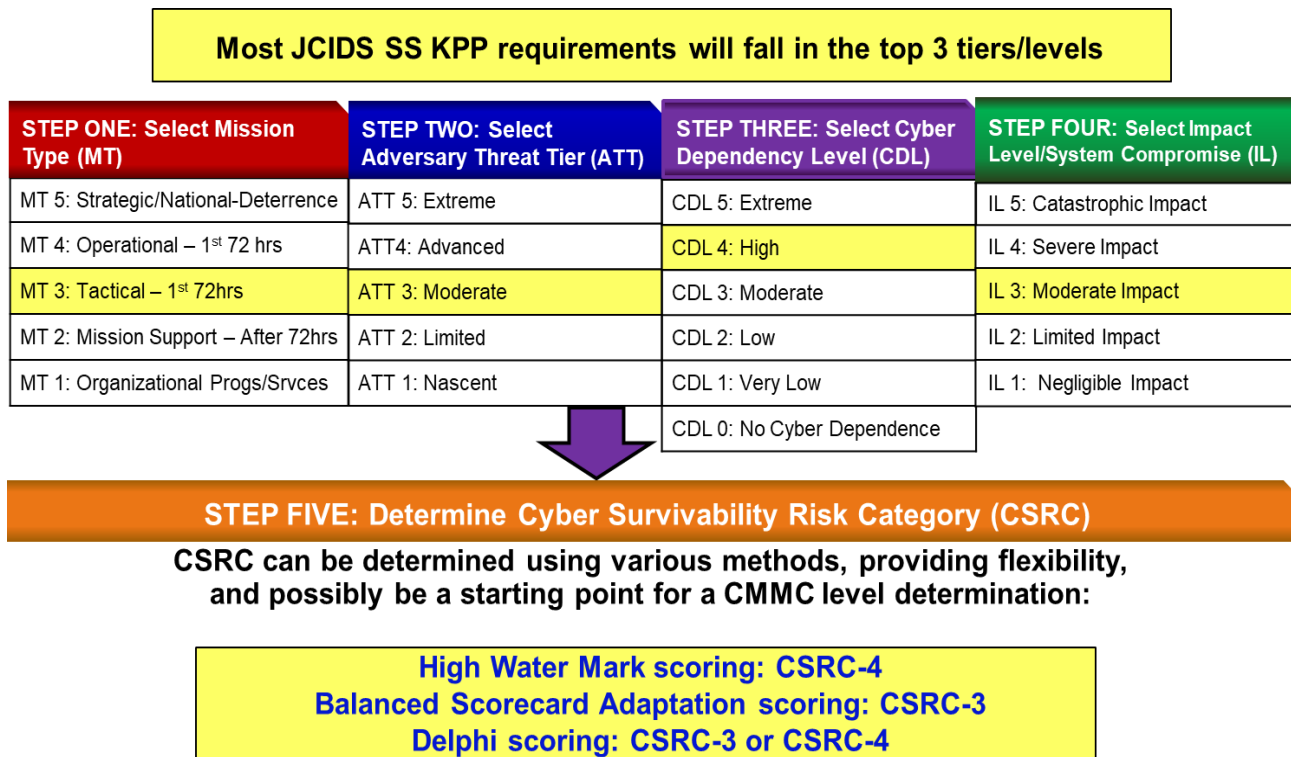 Most JCIDS SS KPP requirements will fall in the top 3 tiers/levels
STEP ONE: Select Mission
Type (MT)
MT 5: Strategic/National-Deterrence
MT 4: Operational – 1st 72 hrs
MT 3: Tactical – 1st 72hrs
MT 2: Mission Support – After 72hrs
MT 1: Organizational Progs/Srvces
STEP TWO: Select
Adversary Threat Tier (ATT)
ATT 5: Extreme
ATT4: Advanced
ATT 3: Moderate
ATT 2: Limited
ATT 1: Nascent
STEP THREE: Select Cyber
Dependency Level (CDL)
CDL 5: Extreme
CDL 4: High
CDL 3: Moderate
CDL 2: Low
CDL 1: Very Low
CDL 0: No Cyber Dependence
STEP FOUR: Select Impact
Level/System Compromise (IL)
IL 5: Catastrophic Impact
IL 4: Severe Impact
IL 3: Moderate Impact
IL 2: Limited Impact
IL 1: Negligible Impact
STEP FIVE: Determine Cyber Survivability Risk Category (CSRC)
CSRC can be determined using various methods, providing flexibility,
and possibly be a starting point for a CMMC level determination:
High Water Mark scoring: CSRC-4
Balanced Scorecard Adaptation scoring: CSRC-3
Delphi scoring: CSRC-3 or CSRC-4